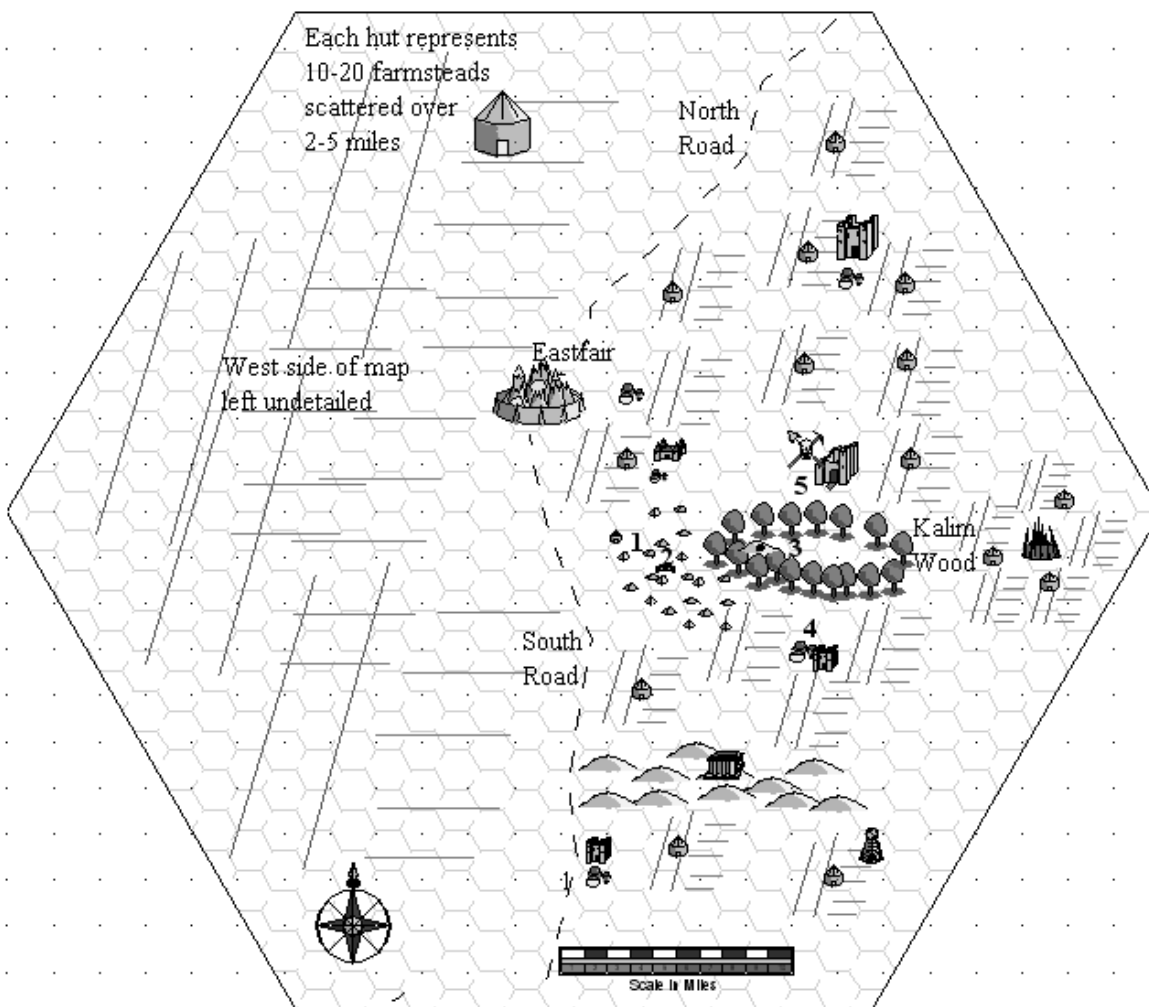 Each hut represents
10-20 farmsteads
scattered over
2-5 miles
North
Road
Eastfair
West side of map
left undetailed
5
Kalim
Wood
1
2
3
4
South
Road
1
Scale in Miles